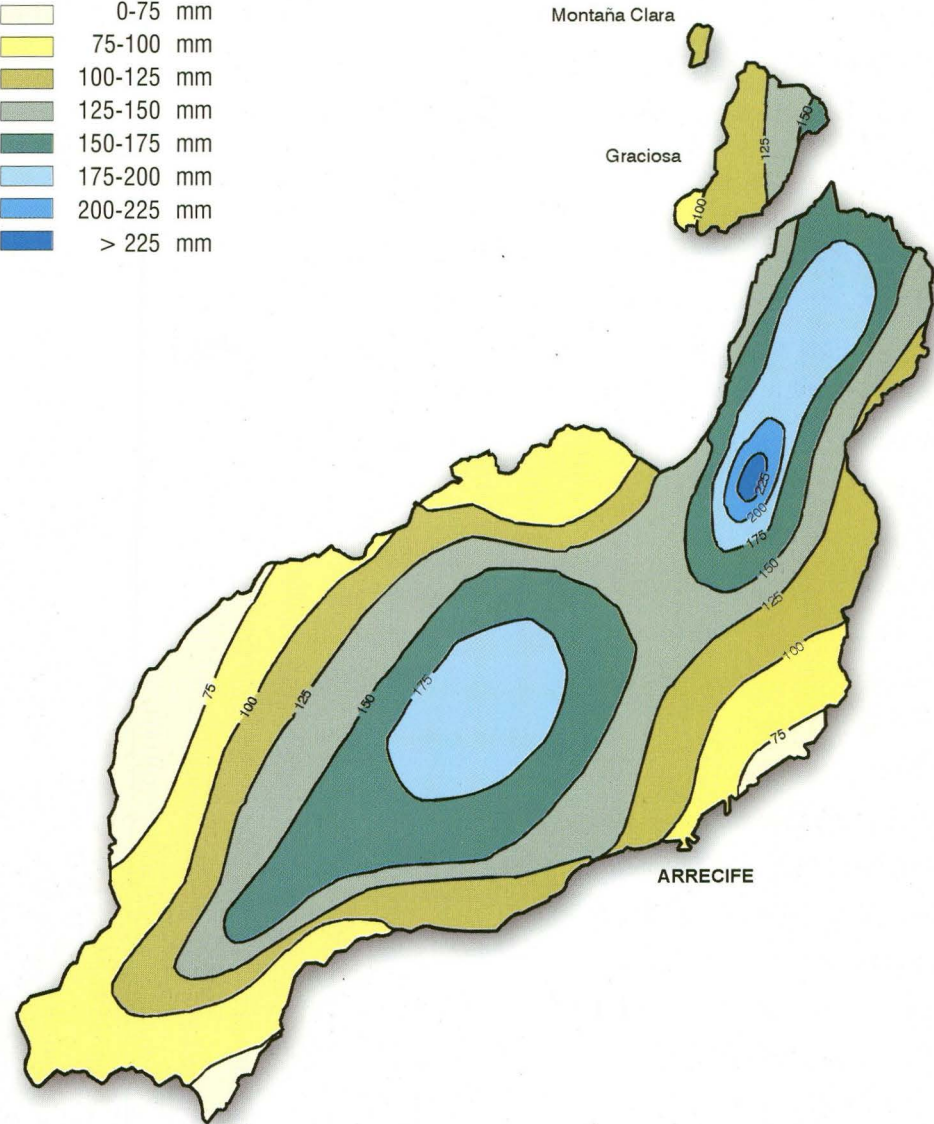 0-75 mm
75-100 mm
100-125 mm
125-150 mm
150-175 mm
175-200 mm
200-225 mm
> 225 mm
Montaña Clara
150
125
Graciosa
100
225
200
175
150
125
100
75
75
100
125
150
175
ARRECIFE